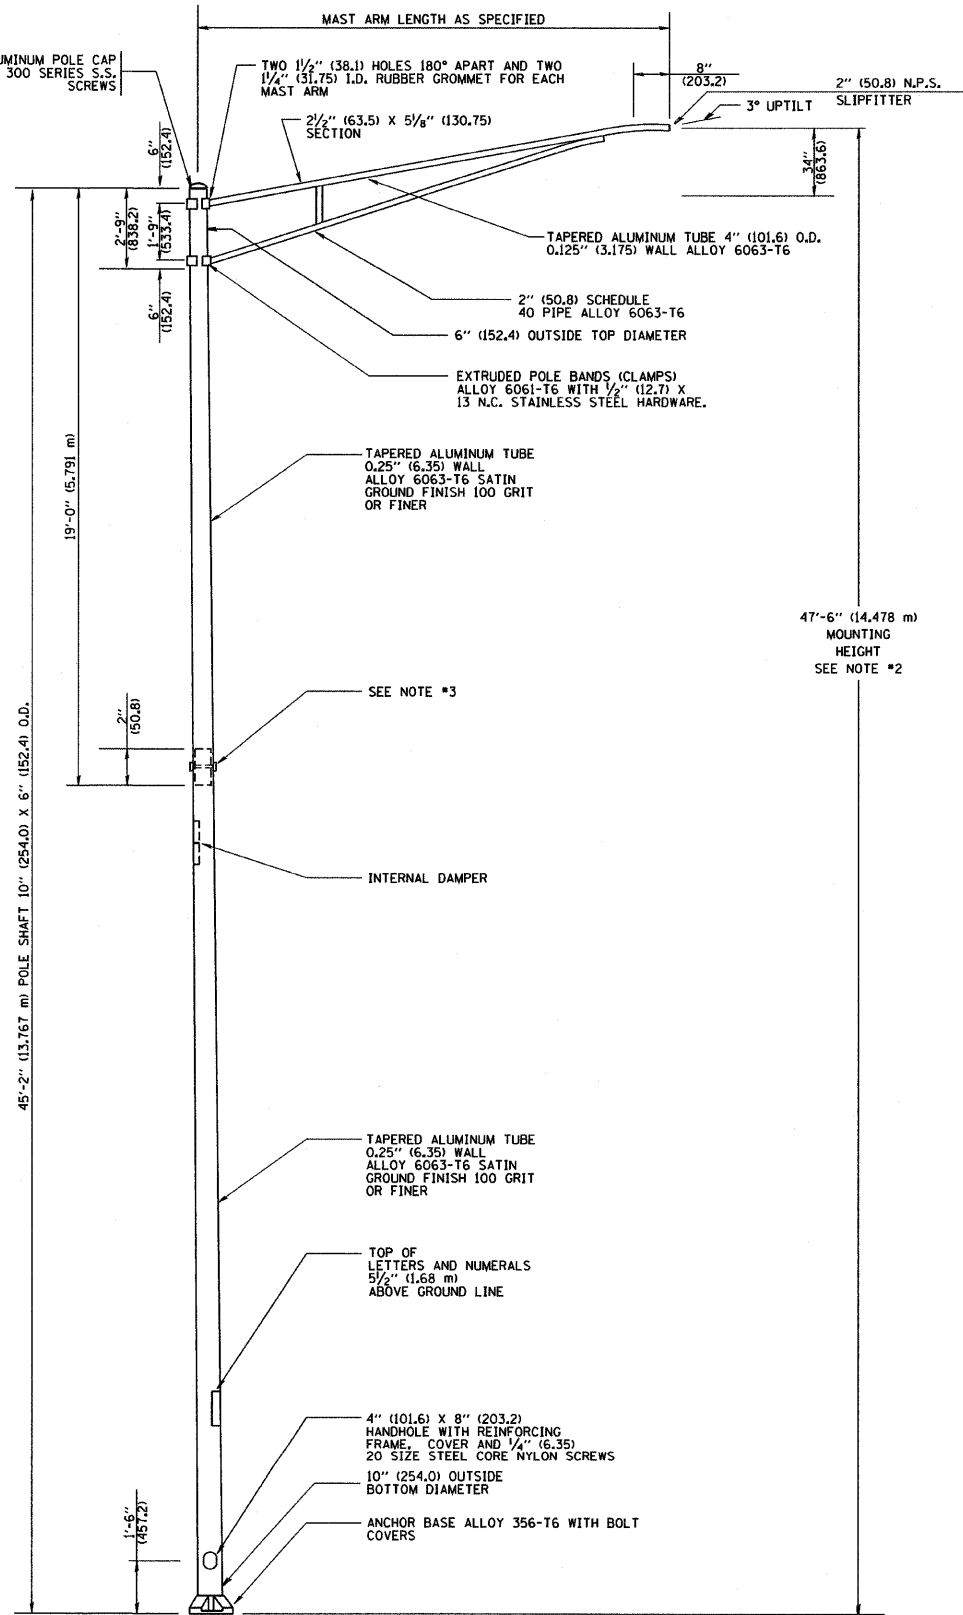 MAST ARM LENGTH AS SPECIFIED
UMINUM POLE CAP
300 SERIES S.S.
SCREWS
TWO 1 1/2" (38.1) HOLES 180° APART AND TWO
1 1/4" (31.75) I.D. RUBBER GROMMET FOR EACH
MAST ARM
8"
(203.2)
2" (50.8) N.P.S.
SLIPFITTER
3° UPTILT
2 1/2" (63.5) X 5 1/8" (130.75)
SECTION
6"
(152.4)
34"
(863.6)
2'-9"
(838.2)
1'-9"
(533.4)
TAPERED ALUMINUM TUBE 4" (101.6) O.D.
0.125" (3.175) WALL ALLOY 6063-T6
6"
(152.4)
2" (50.8) SCHEDULE
40 PIPE ALLOY 6063-T6
6" (152.4) OUTSIDE TOP DIAMETER
EXTRUDED POLE BANDS (CLAMPS)
ALLOY 6061-T6 WITH 1/2" (12.7) X
13 N.C. STAINLESS STEEL HARDWARE.
19'-0" (5.791 m)
TAPERED ALUMINUM TUBE
0.25" (6.35) WALL
ALLOY 6063-T6 SATIN
GROUND FINISH 100 GRIT
OR FINER
47'-6" (14.478 m)
MOUNTING
HEIGHT
SEE NOTE #2
SEE NOTE #3
2"
(50.8)
45'-2" (13.767 m) POLE SHAFT 10" (254.0) X 6" (152.4) O.D.
INTERNAL DAMPER
TAPERED ALUMINUM TUBE
0.25" (6.35) WALL
ALLOY 6063-T6 SATIN
GROUND FINISH 100 GRIT
OR FINER
TOP OF
LETTERS AND NUMERALS
5 1/2" (1.68 m)
ABOVE GROUND LINE
4" (101.6) X 8" (203.2)
HANDHOLE WITH REINFORCING
FRAME, COVER AND 1/4" (6.35)
20 SIZE STEEL CORE NYLON SCREWS
10" (254.0) OUTSIDE
BOTTOM DIAMETER
1'-6"
(457.2)
ANCHOR BASE ALLOY 356-T6 WITH BOLT
COVERS